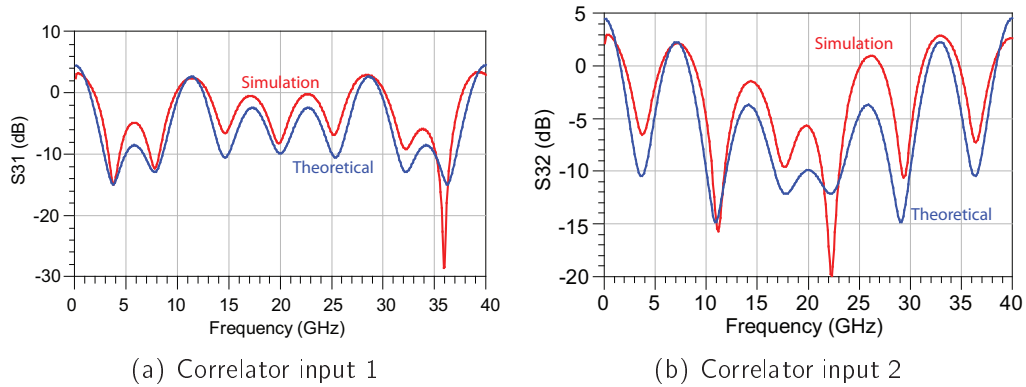 10
0
-10
-20
-30
S31 (dB)
Simulation
Theoretical
0 5 10 15 20 25 30 35 40
Frequency (GHz)
(a) Correlator input 1
5
0
-5
-10
-15
-20
S32 (dB)
Simulation
Theoretical
0 5 10 15 20 25 30 35 40
Frequency (GHz)
(b) Correlator input 2